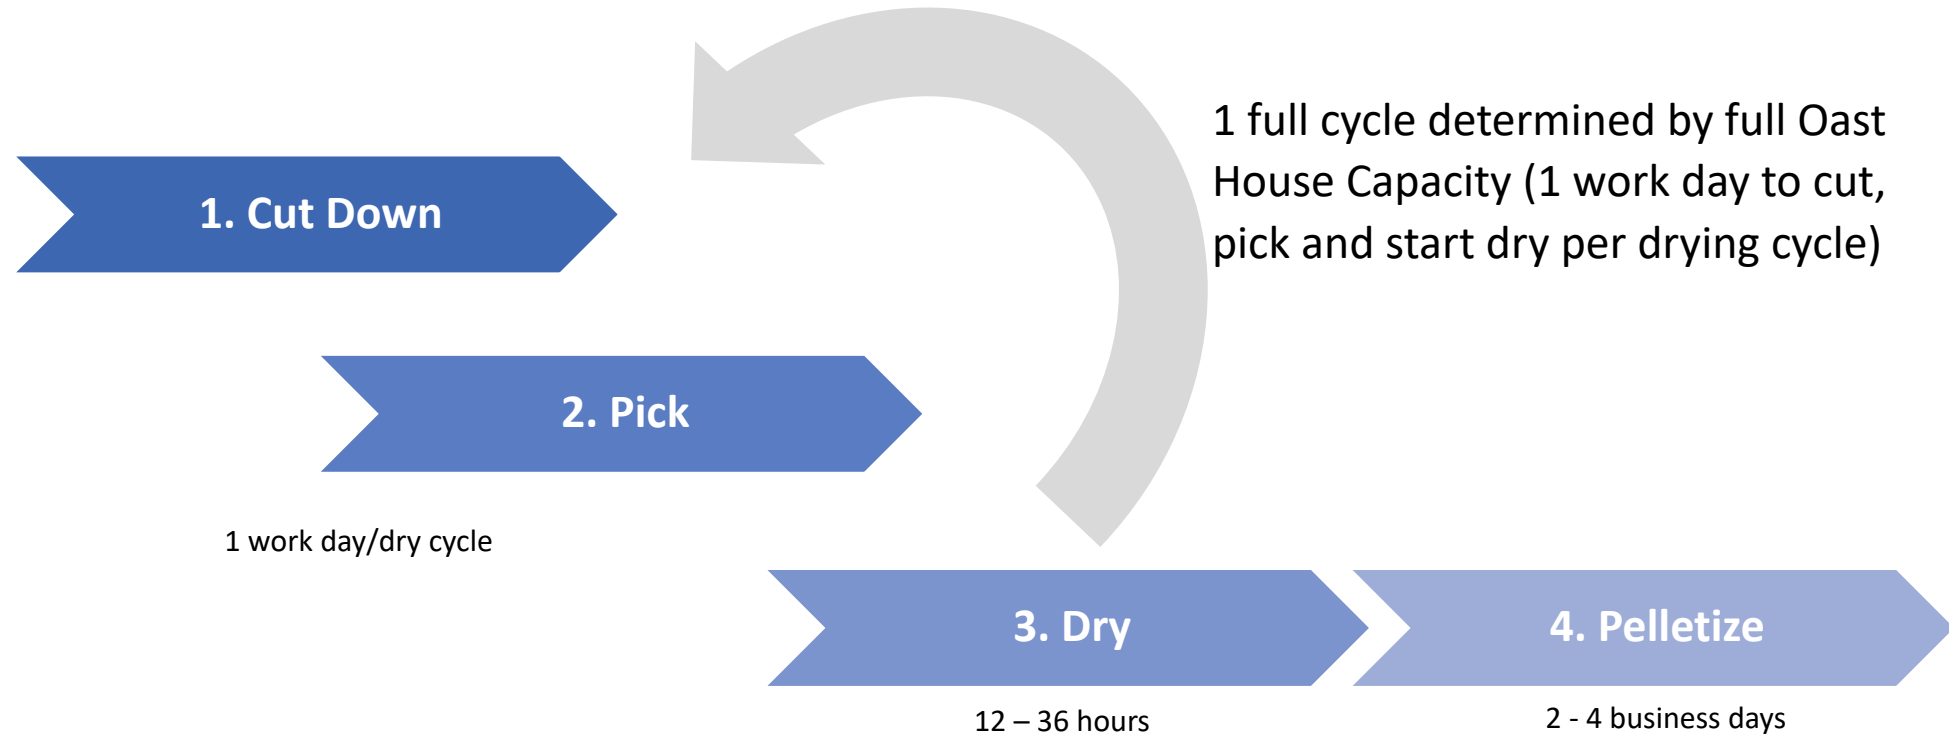 1 full cycle determined by full Oast
House Capacity (1 work day to cut,
pick and start dry per drying cycle)
1. Cut Down
2. Pick
1 work day/dry cycle
3. Dry
4. Pelletize
12 – 36 hours
2 - 4 business days